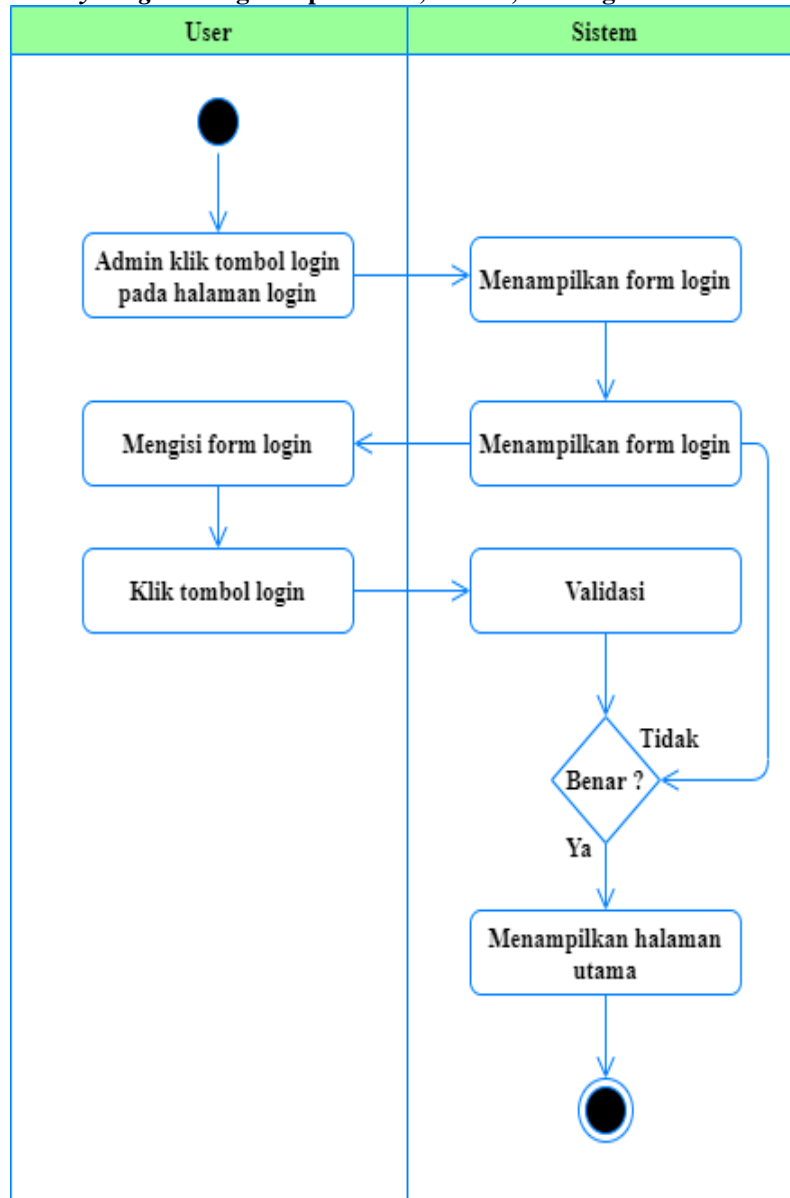 User
Sistem
Admin klik tombol login
pada halaman login
Menampilkan form login
Menampilkan form login
Mengisi form login
Klik tombol login
Validasi
Tidak
Benar ?
Ya
Menampilkan halaman
utama